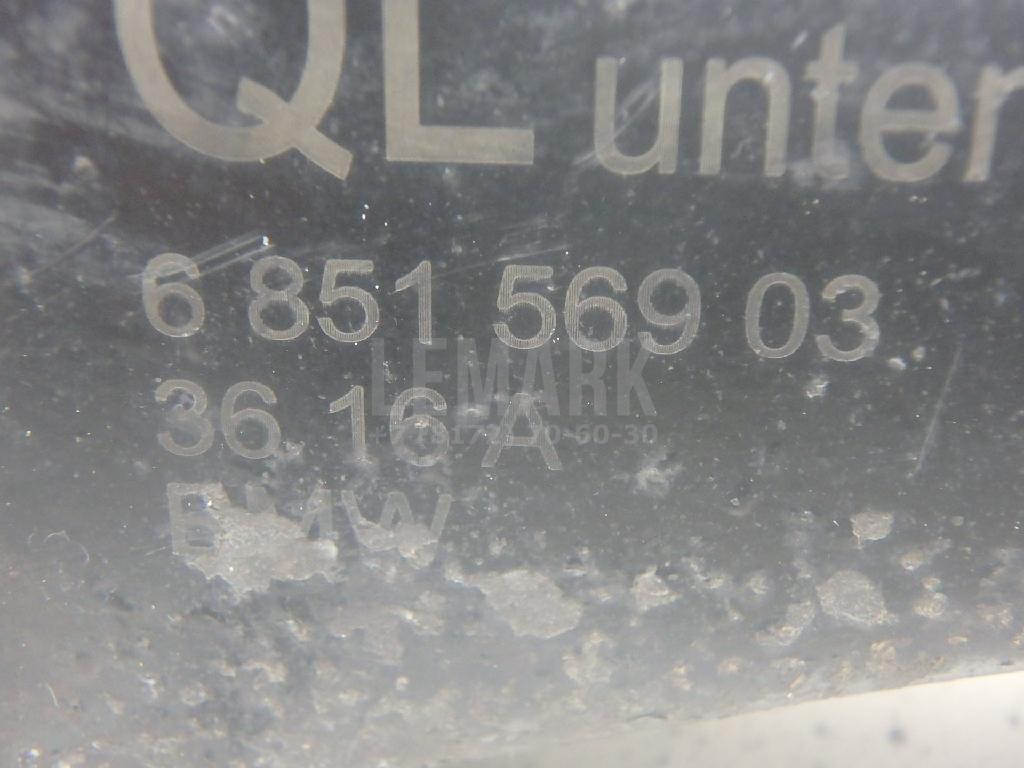 QL unter
6 851 569 03
36 16 A
BMW
LEMARK